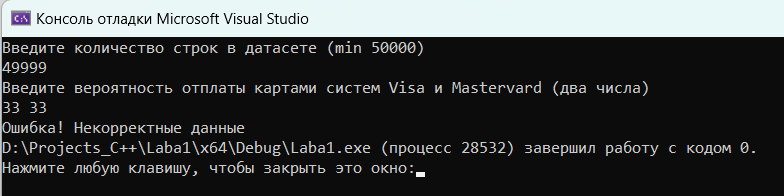 Консоль отладки Microsoft Visual Studio
Введите количество строк в датасете (min 50000)
49999
Введите вероятность отплаты картами систем Visa и Mastervard (два числа)
33 33
Ошибка! Некорректные данные
D:\Projects_C++\Laba1\x64\Debug\Laba1.exe (процесс 28532) завершил работу с кодом 0.
Нажмите любую клавишу, чтобы закрыть это окно: